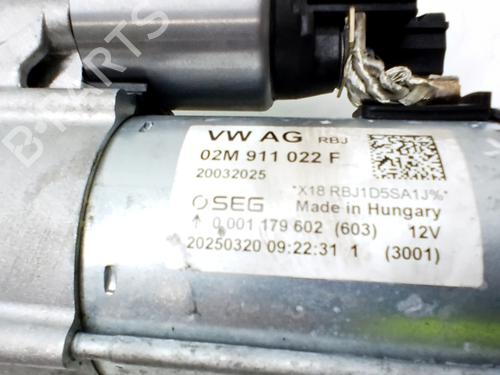 B-PARTS
VW AG RBJ
02M 911 022 F
20032025
*X18 RBJ1D5SA1J%*
SEG Made in Hungary
↑ 0 001 179 602 (603) 12V
20250320 09:22:31 1 (3001)